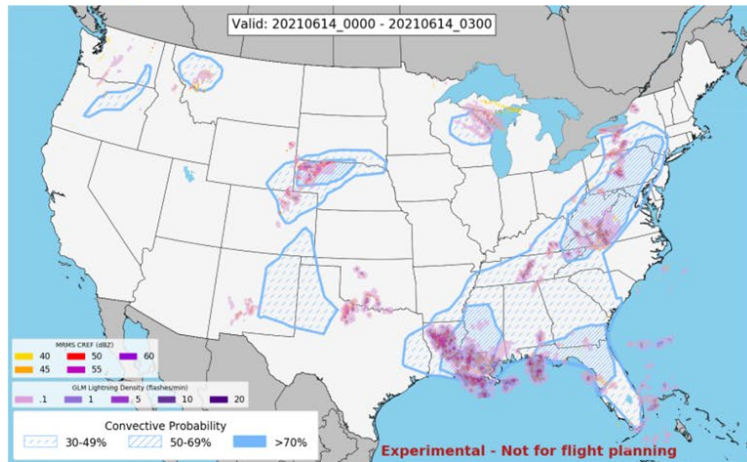 Valid: 20210614_0000 - 20210614_0300
MRMS CREF (dBZ)
40 50 60
45 55
GLM Lightning Density (flashes/min)
.1 1 5 10 20
Convective Probability
30-49% 50-69% >70%
Experimental - Not for flight planning